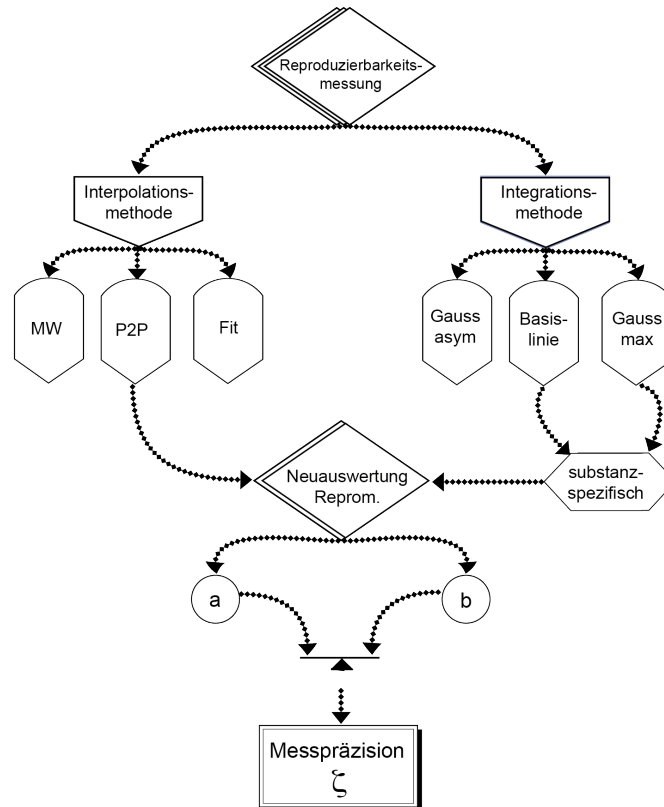 Reproduzierbarkeits-
messung
Interpolations-
methode
Integrations-
methode
MW
P2P
Fit
Gauss
asym
Basis-
linie
Gauss
max
Neuauswertung
Reprom.
substanz-
spezifisch
a
b
Messpräzision
ζ